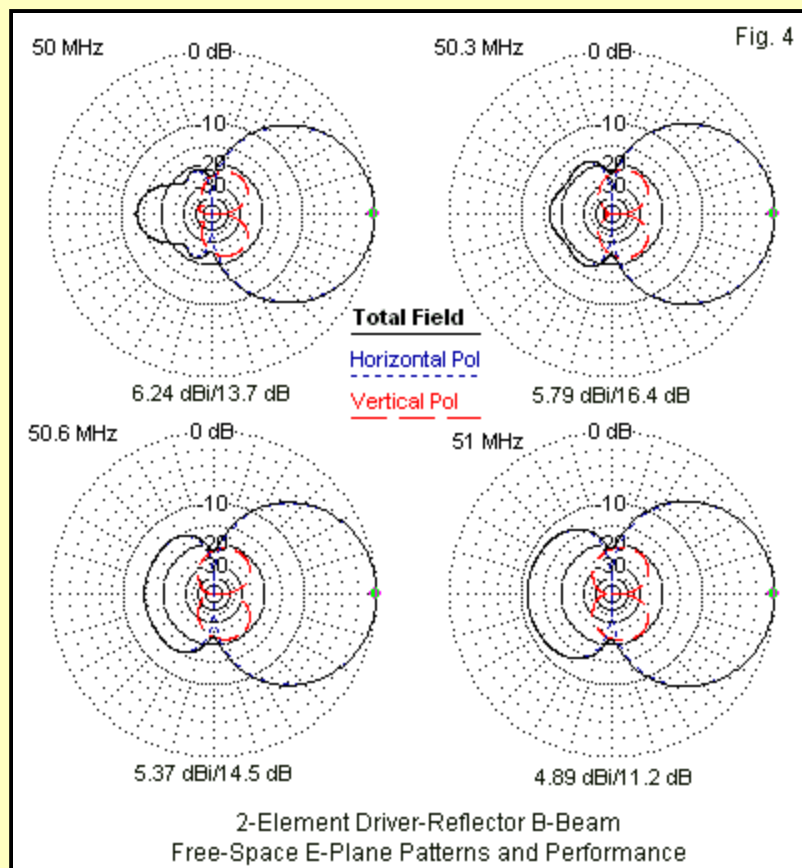 Fig. 4
50 MHz
0 dB
-10
-20
-30
6.24 dBi/13.7 dB
50.3 MHz
0 dB
-10
-20
-30
5.79 dBi/16.4 dB
Total Field
Horizontal Pol
Vertical Pol
50.6 MHz
0 dB
-10
-20
-30
5.37 dBi/14.5 dB
51 MHz
0 dB
-10
-20
-30
4.89 dBi/11.2 dB
2-Element Driver-Reflector B-Beam
Free-Space E-Plane Patterns and Performance